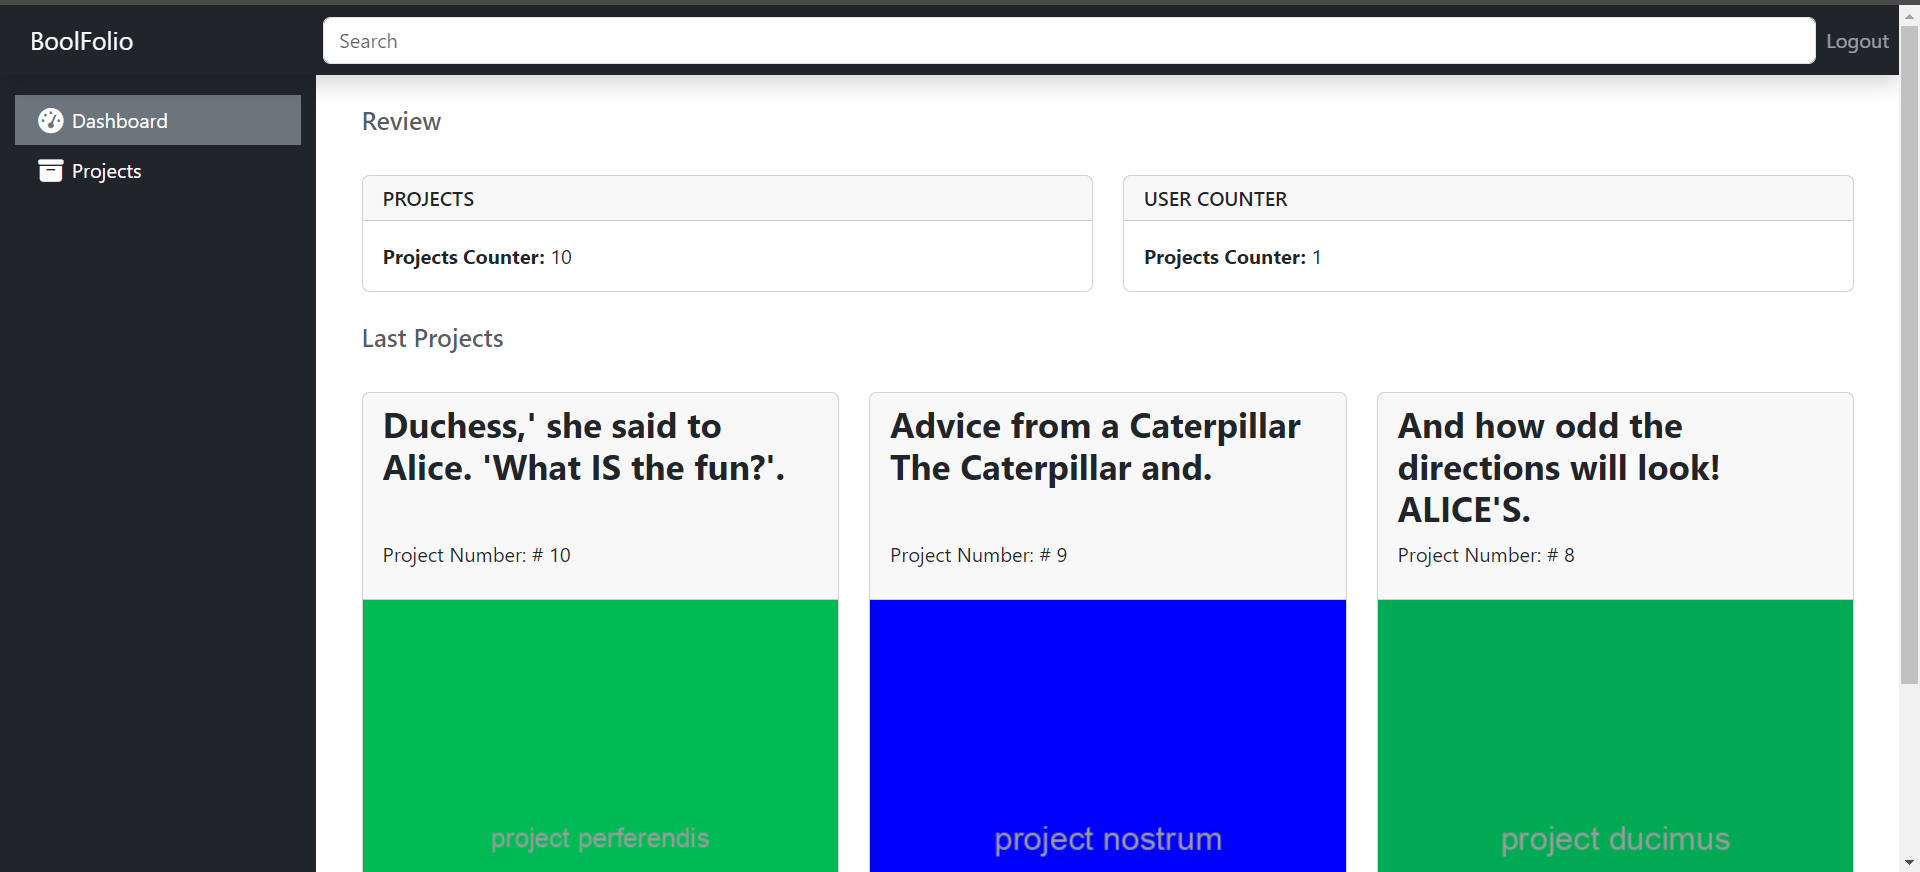 BoolFolio
Search
Logout
Dashboard
Projects
Review
PROJECTS
Projects Counter: 10
USER COUNTER
Projects Counter: 1
Last Projects
Duchess,' she said to
Alice. 'What IS the fun?'.
Project Number: # 10
project perferendis
Advice from a Caterpillar
The Caterpillar and.
Project Number: # 9
project nostrum
And how odd the
directions will look!
ALICE'S.
Project Number: # 8
project ducimus